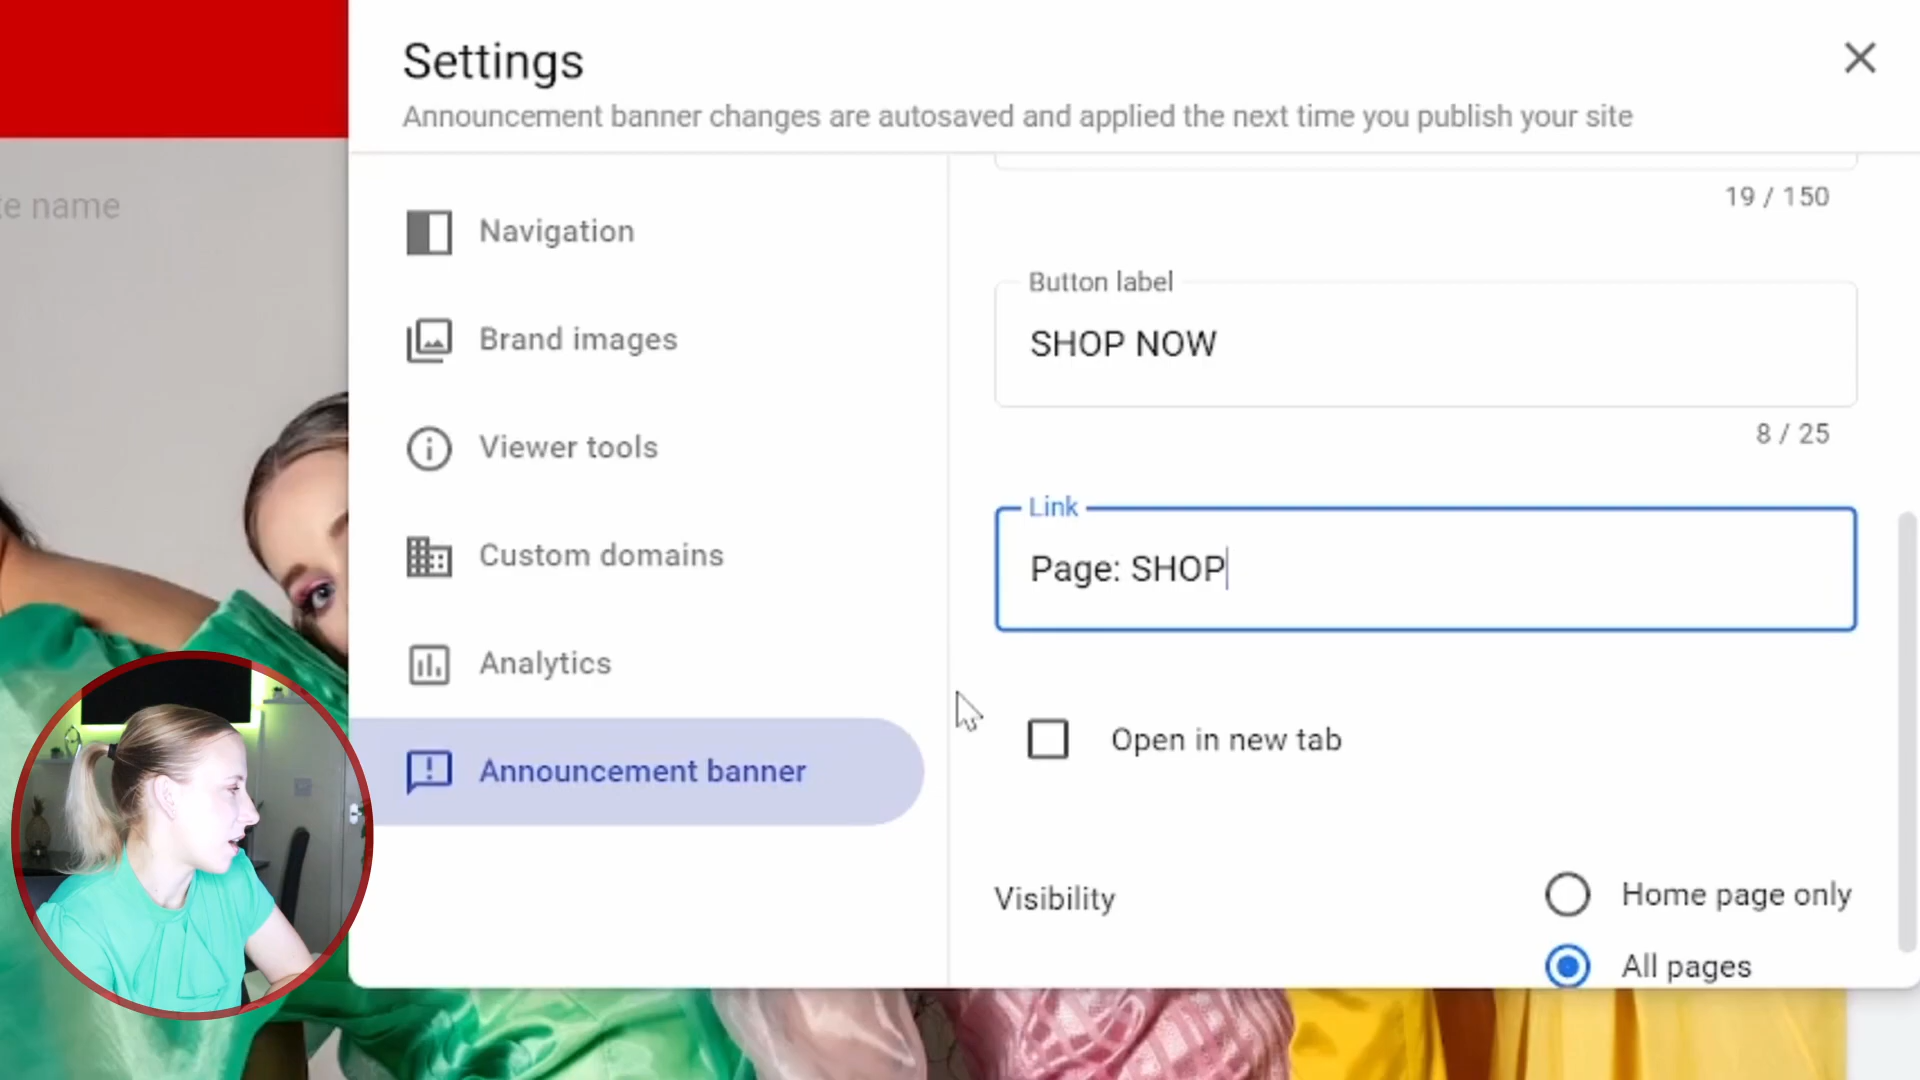 Settings
Announcement banner changes are autosaved and applied the next time you publish your site
te name
Navigation
Brand images
Viewer tools
Custom domains
Analytics
Announcement banner
19 / 150
Button label
SHOP NOW
8 / 25
Link
Page: SHOP
Open in new tab
Visibility
Home page only
All pages